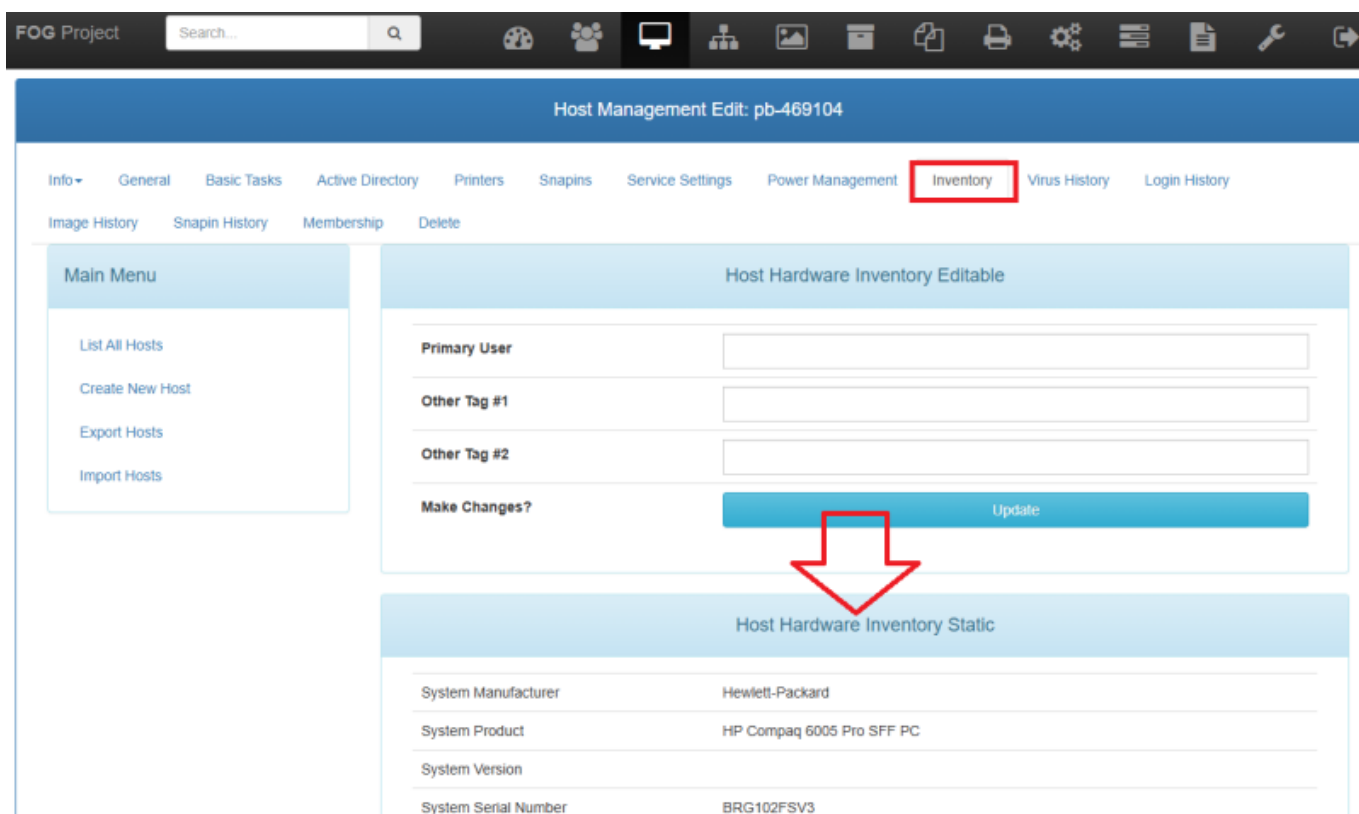 FOG Project Search...
Host Management Edit: pb-469104
Info General Basic Tasks Active Directory Printers Snapins Service Settings Power Management Inventory Virus History Login History
Image History Snapin History Membership Delete
Main Menu
List All Hosts
Create New Host
Export Hosts
Import Hosts
Host Hardware Inventory Editable
Primary User
Other Tag #1
Other Tag #2
Make Changes? Update
Host Hardware Inventory Static
System Manufacturer Hewlett-Packard
System Product HP Compaq 6005 Pro SFF PC
System Version
System Serial Number BRG102FSV3